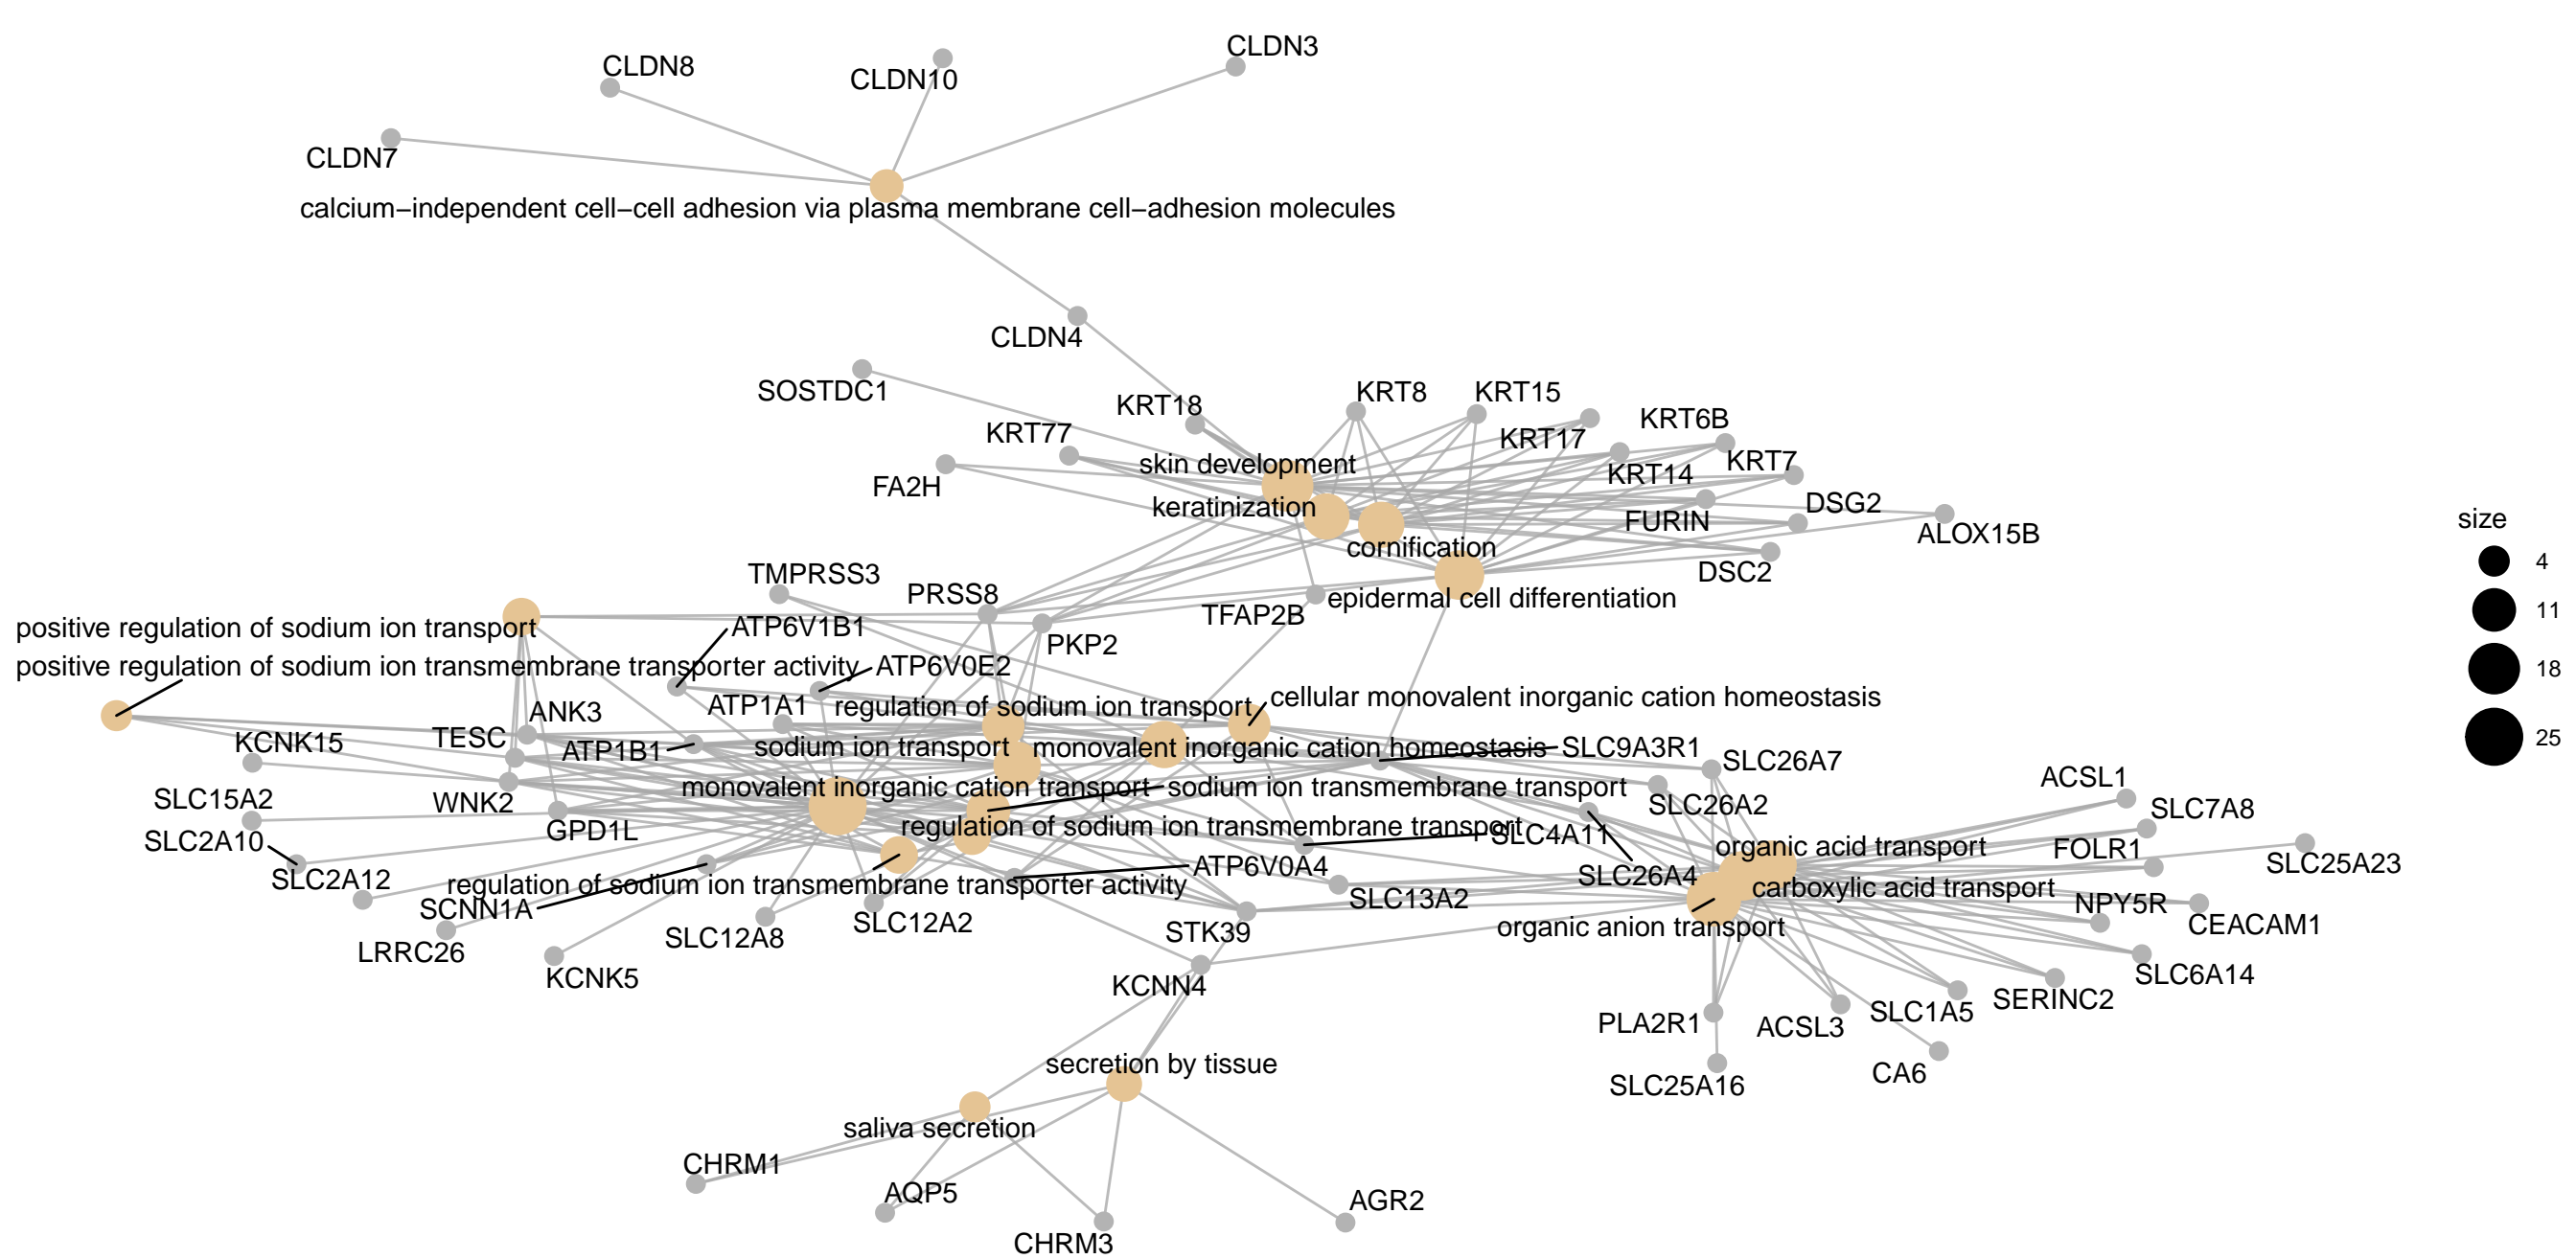 CLDN3
CLDN8
CLDN10
CLDN7
calcium−independent cell−cell adhesion via plasma membrane cell−adhesion molecules
CLDN4
SOSTDC1
KRT8
KRT15
KRT18
KRT6B
KRT77
KRT17
skin development
KRT7
KRT14
FA2H
keratinization
DSG2
size
FURIN
ALOX15B
cornification
4
DSC2
TMPRSS3
PRSS8
epidermal cell differentiation
TFAP2B
11
positive regulation of sodium ion transport
ATP6V1B1
PKP2
positive regulation of sodium ion transmembrane transporter activity
ATP6V0E2
18
cellular monovalent inorganic cation homeostasis
ATP1A1
regulation of sodium ion transport
ANK3
TESC
25
KCNK15
ATP1B1
sodium ion transport
monovalent inorganic cation homeostasis
SLC9A3R1
SLC26A7
ACSL1
monovalent inorganic cation transport
sodium ion transmembrane transport
SLC15A2
WNK2
SLC26A2
SLC7A8
GPD1L
regulation of sodium ion transmembrane transport
SLC4A11
SLC2A10
organic acid transport
FOLR1
SLC25A23
ATP6V0A4
SLC2A12
SLC26A4
regulation of sodium ion transmembrane transporter activity
carboxylic acid transport
SLC13A2
NPY5R
SCNN1A
SLC12A2
CEACAM1
organic anion transport
SLC12A8
STK39
LRRC26
KCNK5
SLC6A14
KCNN4
SERINC2
SLC1A5
PLA2R1
ACSL3
secretion by tissue
CA6
SLC25A16
saliva secretion
CHRM1
AQP5
AGR2
CHRM3